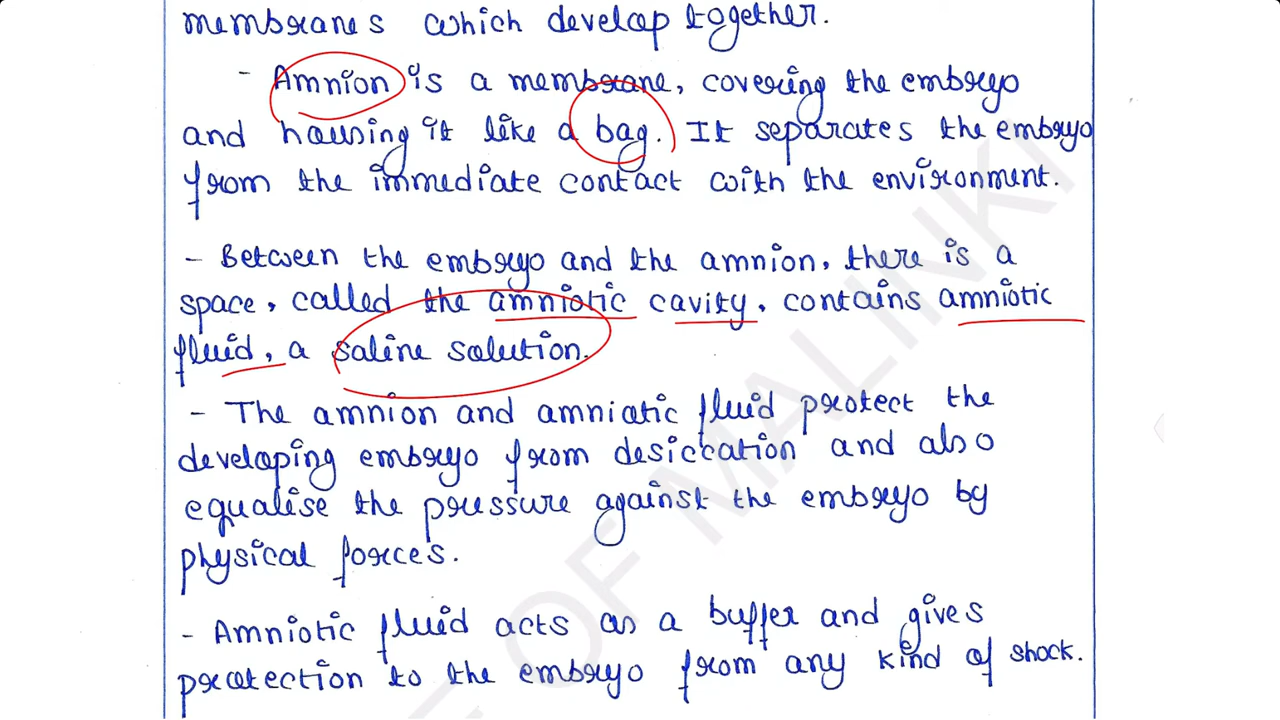 membranes which develop together.
- Amnion is a membrane, covering the embryo
and housing it like a bag. It separates the embryo
from the immediate contact with the environment.
- Between the embryo and the amnion, there is a
space, called the amniotic cavity, contains amniotic
fluid, a saline solution.
- The amnion and amniotic fluid protect the
developing embryo from desiccation and also
equalise the pressure against the embryo by
physical forces.
- Amniotic fluid acts as a buffer and gives
protection to the embryo from any kind of shock.
OF MALINKI